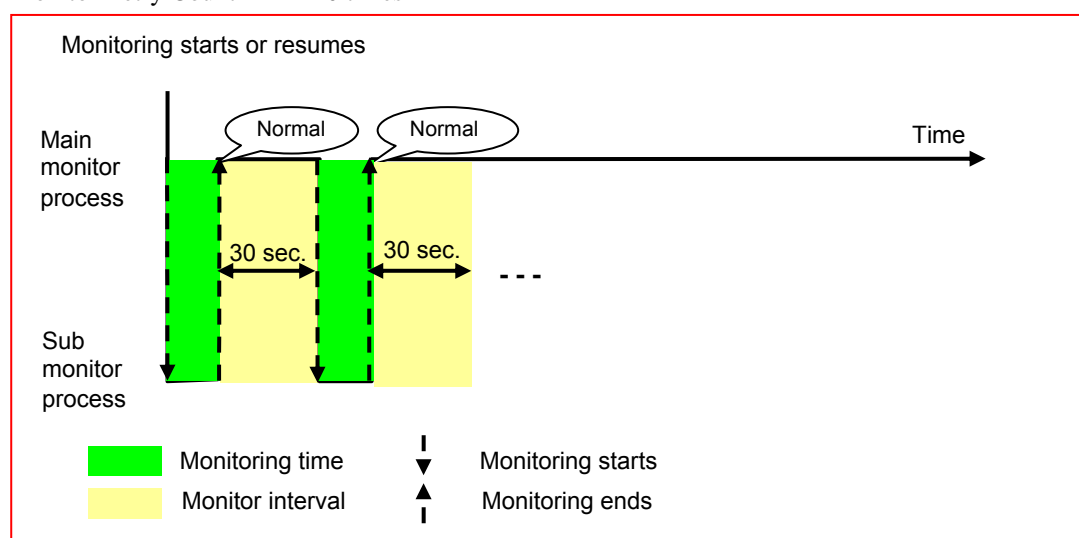 Monitoring starts or resumes
Normal
Normal
Time
Main
monitor
process
30 sec.
30 sec.
- - -
Sub
monitor
process
Monitoring time
Monitoring starts
Monitor interval
Monitoring ends